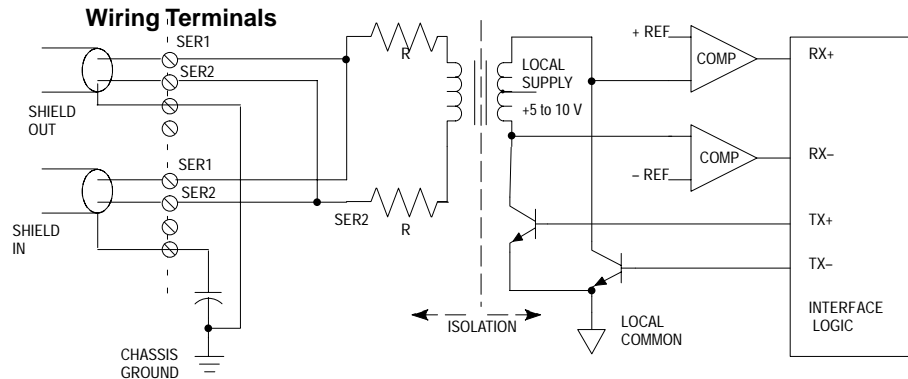 Wiring Terminals
SER1
SER2
SHIELD
OUT
SER1
SER2
SHIELD
IN
CHASSIS
GROUND
R
SER2
R
LOCAL
SUPPLY
+5 to 10 V
ISOLATION
LOCAL
COMMON
+ REF
COMP
– REF
COMP
RX+
RX–
TX+
TX–
INTERFACE
LOGIC